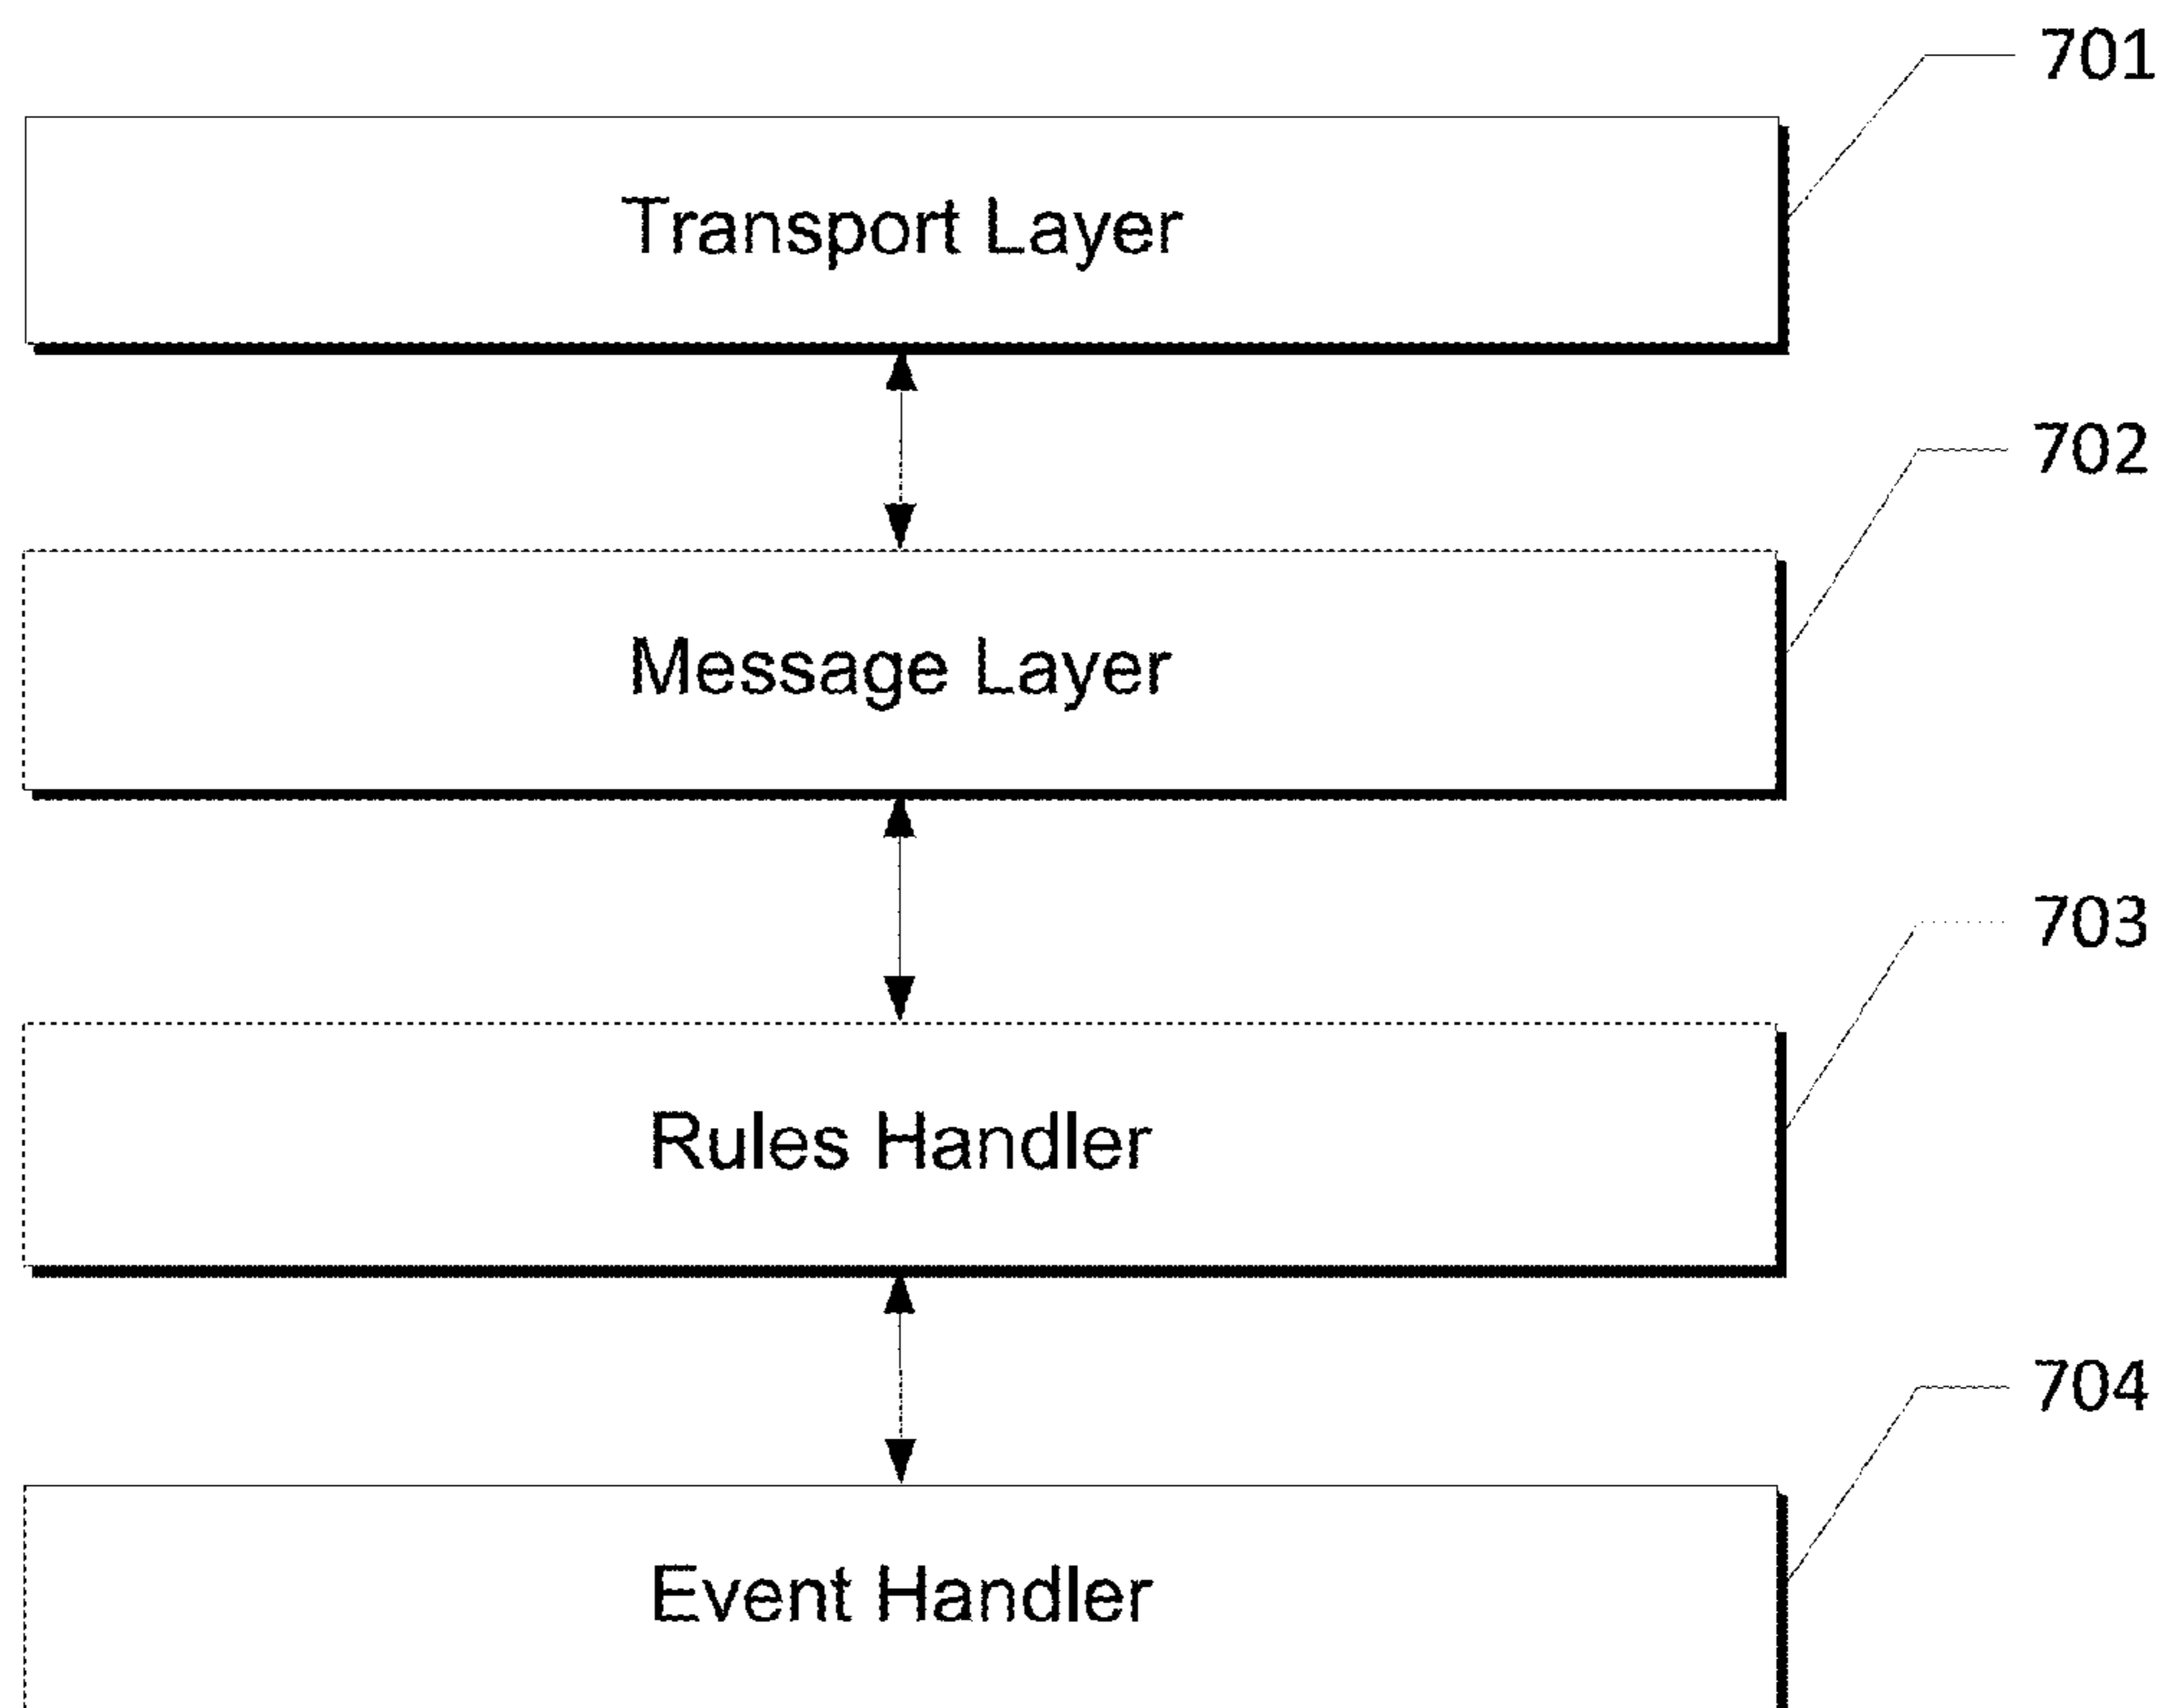 701
Transport Layer
702
Message Layer
703
Rules Handler
704
Event Handler